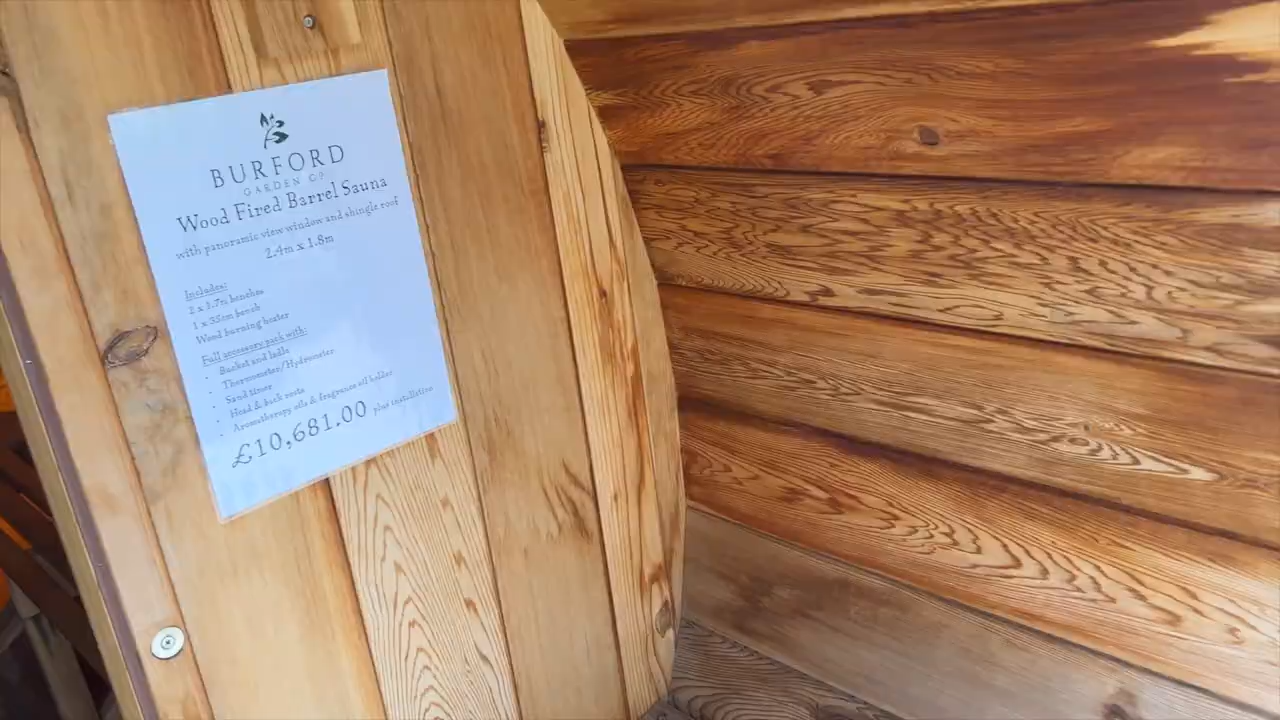 BURFORD
GARDEN CO
Wood Fired Barrel Sauna
with panoramic view window and shingle roof
2.4m x 1.8m
Includes:
2 x 1.7m benches
1 x 35cm bench
Wood burning heater
Full accessory pack with:
· Bucket and ladle
· Thermometer/Hydrometer
· Sand timer
· Head & back rests
· Aromatherapy oils & fragrance oil holder
£10,681.00 plus installation